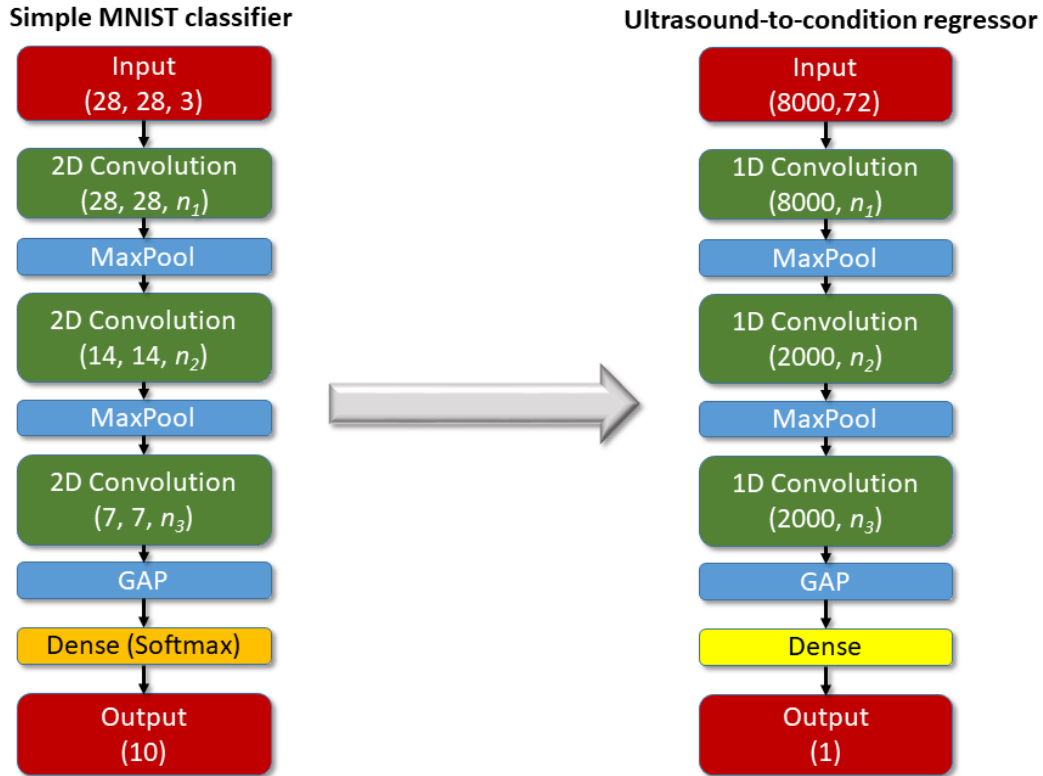 Simple MNIST classifier
Input
(28, 28, 3)
2D Convolution
(28, 28, n₁)
MaxPool
2D Convolution
(14, 14, n₂)
MaxPool
2D Convolution
(7, 7, n₃)
GAP
Dense (Softmax)
Output
(10)
Ultrasound-to-condition regressor
Input
(8000,72)
1D Convolution
(8000, n₁)
MaxPool
1D Convolution
(2000, n₂)
MaxPool
1D Convolution
(2000, n₃)
GAP
Dense
Output
(1)